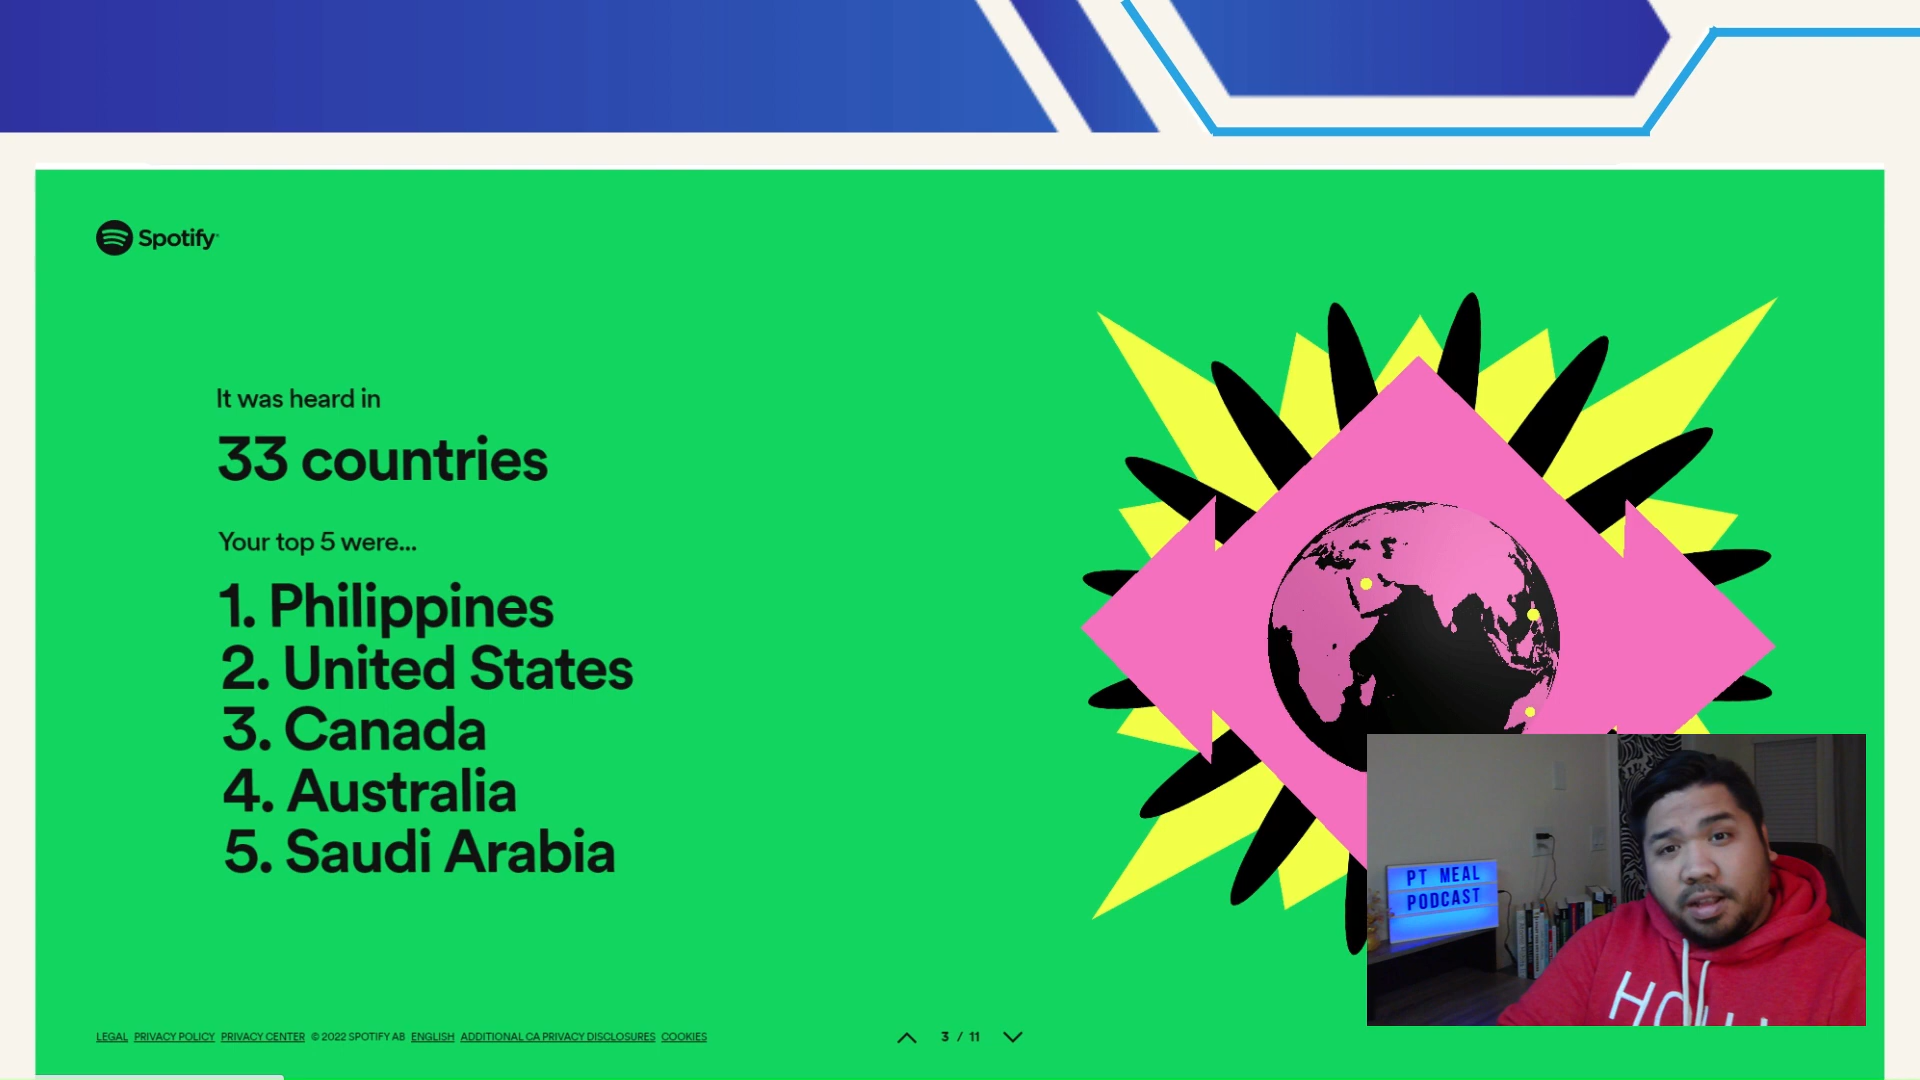 Spotify
It was heard in
33 countries
Your top 5 were...
1. Philippines
2. United States
3. Canada
4. Australia
5. Saudi Arabia
PT MEAL
PODCAST
LEGAL PRIVACY POLICY PRIVACY CENTER © 2022 SPOTIFY AB ENGLISH ADDITIONAL CA PRIVACY DISCLOSURES COOKIES
3 / 11